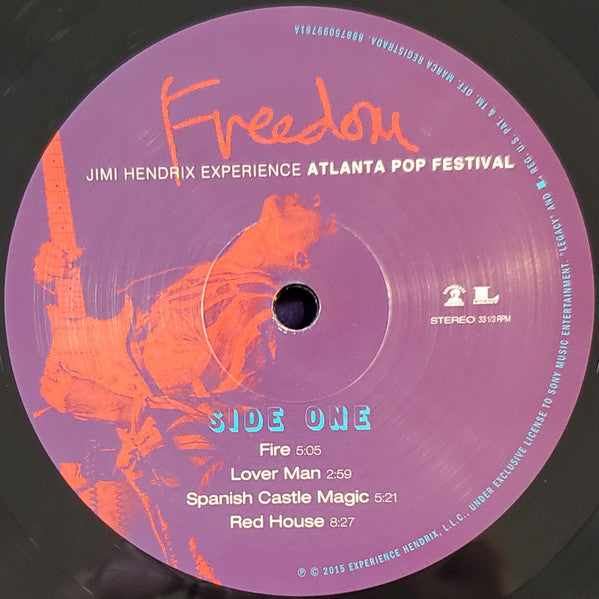 Freedom
JIMI HENDRIX EXPERIENCE ATLANTA POP FESTIVAL
STEREO 33 1/3 RPM
SIDE ONE
Fire 5:05
Lover Man 2:59
Spanish Castle Magic 5:21
Red House 8:27
℗ © 2015 EXPERIENCE HENDRIX, L.L.C., UNDER EXCLUSIVE LICENSE TO SONY MUSIC ENTERTAINMENT. "LEGACY" AND L, REG. U.S. PAT. & TM. OFF. MARCA REGISTRADA. 88875099761A